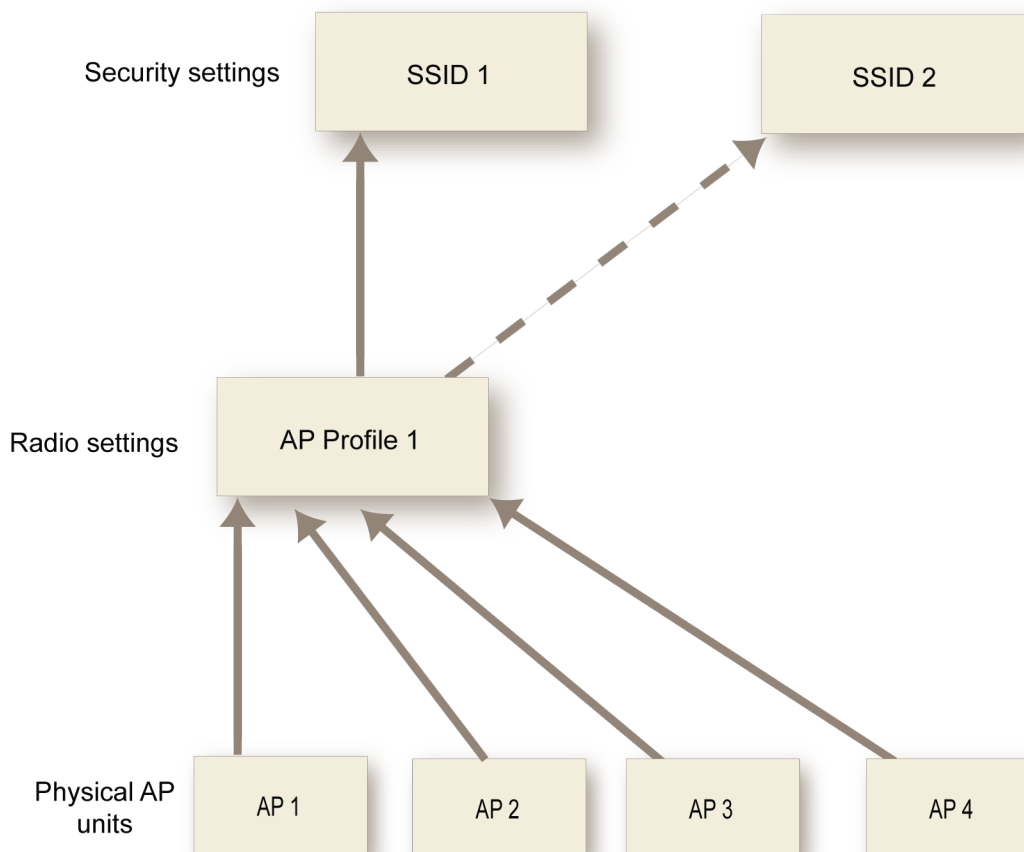 Security settings
SSID 1
SSID 2
Radio settings
AP Profile 1
Physical AP
units
AP 1
AP 2
AP 3
AP 4